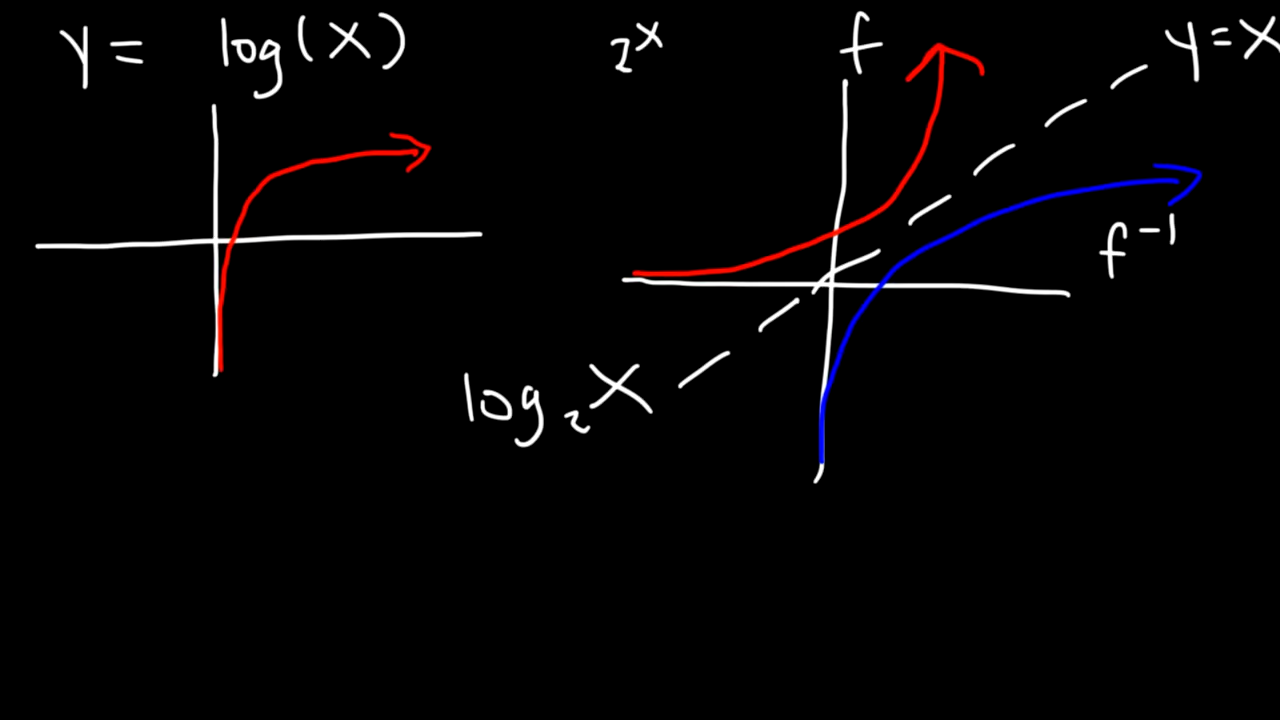 y = log(x)
2^x
f
y=x
f^-1
log_2 x